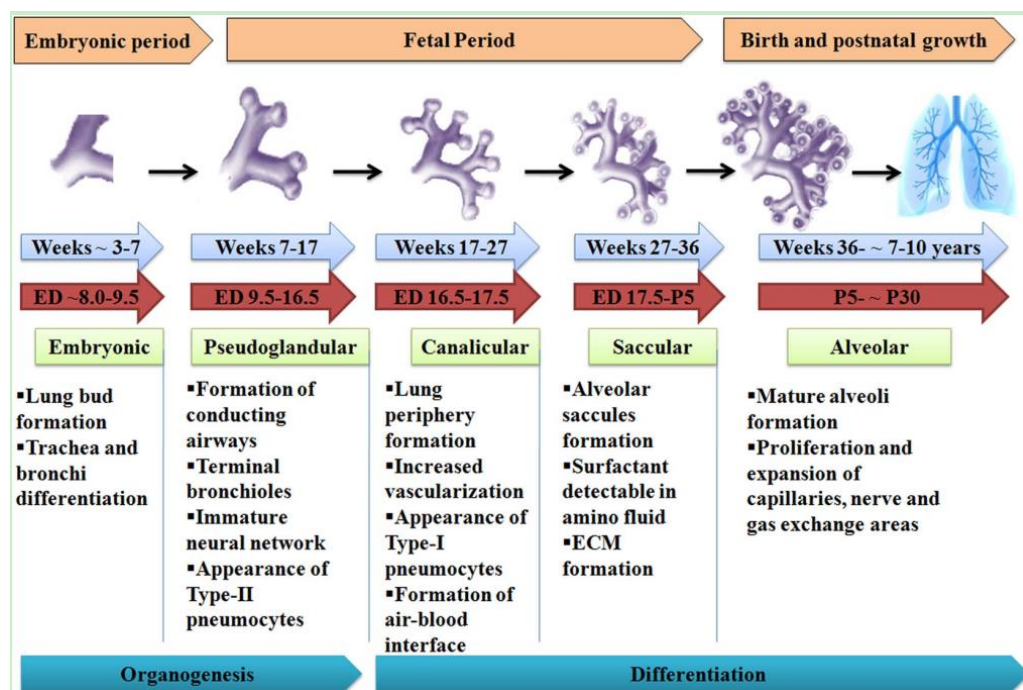 Embryonic period
Fetal Period
Birth and postnatal growth
Weeks ~ 3-7
Weeks 7-17
Weeks 17-27
Weeks 27-36
Weeks 36- ~ 7-10 years
ED ~8.0-9.5
ED 9.5-16.5
ED 16.5-17.5
ED 17.5-P5
P5- ~ P30
Embryonic
Pseudoglandular
Canalicular
Saccular
Alveolar
▪Lung bud
formation
▪Trachea and
bronchi
differentiation
▪Formation of
conducting
airways
▪Terminal
bronchioles
▪Immature
neural network
▪Appearance of
Type-II
pneumocytes
▪Lung
periphery
formation
▪Increased
vascularization
▪Appearance of
Type-I
pneumocytes
▪Formation of
air-blood
interface
▪Alveolar
saccules
formation
▪Surfactant
detectable in
amino fluid
▪ECM
formation
▪Mature alveoli
formation
▪Proliferation and
expansion of
capillaries, nerve and
gas exchange areas
Organogenesis
Differentiation